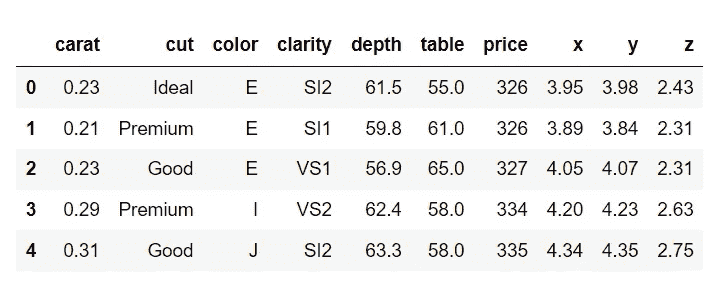 carat cut color clarity depth table price x y z
0 0.23 Ideal E SI2 61.5 55.0 326 3.95 3.98 2.43
1 0.21 Premium E SI1 59.8 61.0 326 3.89 3.84 2.31
2 0.23 Good E VS1 56.9 65.0 327 4.05 4.07 2.31
3 0.29 Premium I VS2 62.4 58.0 334 4.20 4.23 2.63
4 0.31 Good J SI2 63.3 58.0 335 4.34 4.35 2.75